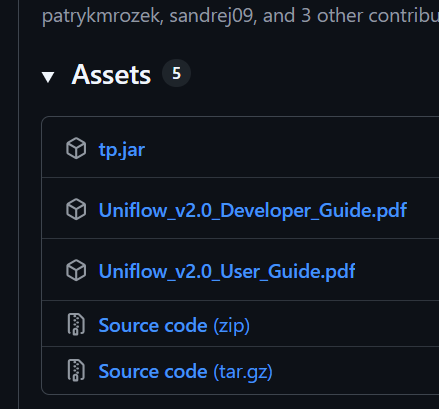 patrykmrozek, sandrej09, and 3 other contribu
Assets 5
tp.jar
Uniflow_v2.0_Developer_Guide.pdf
Uniflow_v2.0_User_Guide.pdf
Source code (zip)
Source code (tar.gz)